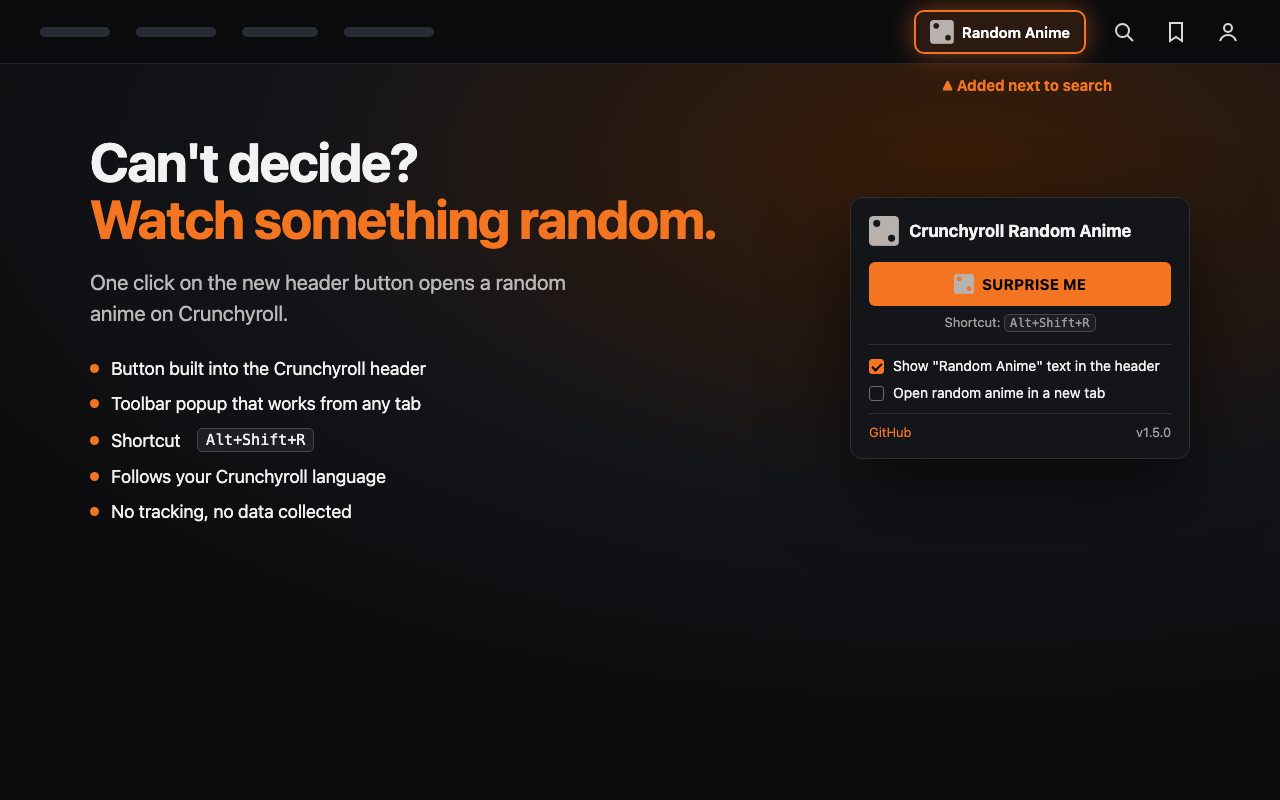 Random Anime
▲ Added next to search
Can't decide?
Watch something random.
One click on the new header button opens a random
anime on Crunchyroll.
Button built into the Crunchyroll header
Toolbar popup that works from any tab
Shortcut Alt+Shift+R
Follows your Crunchyroll language
No tracking, no data collected
Crunchyroll Random Anime
SURPRISE ME
Shortcut: Alt+Shift+R
Show "Random Anime" text in the header
Open random anime in a new tab
GitHub v1.5.0